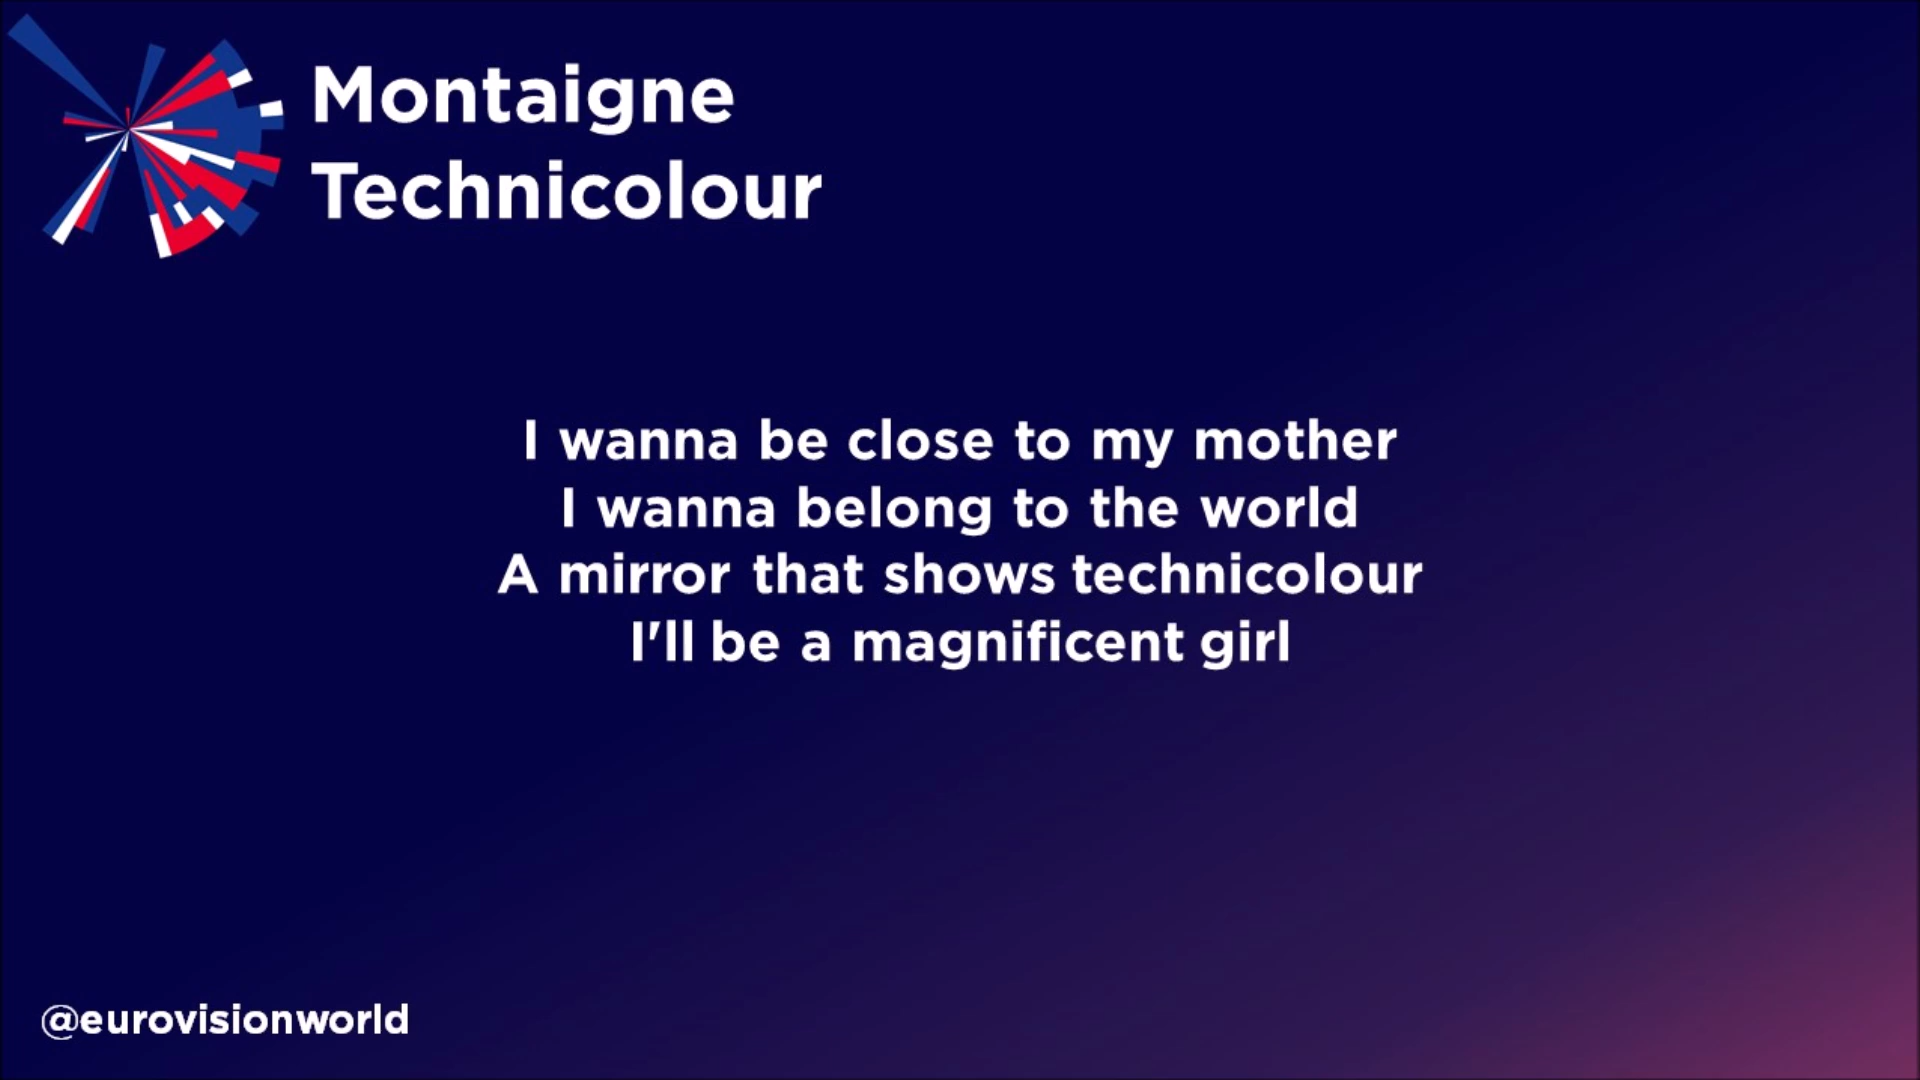 Montaigne
Technicolour
I wanna be close to my mother
I wanna belong to the world
A mirror that shows technicolour
I'll be a magnificent girl
@eurovisionworld